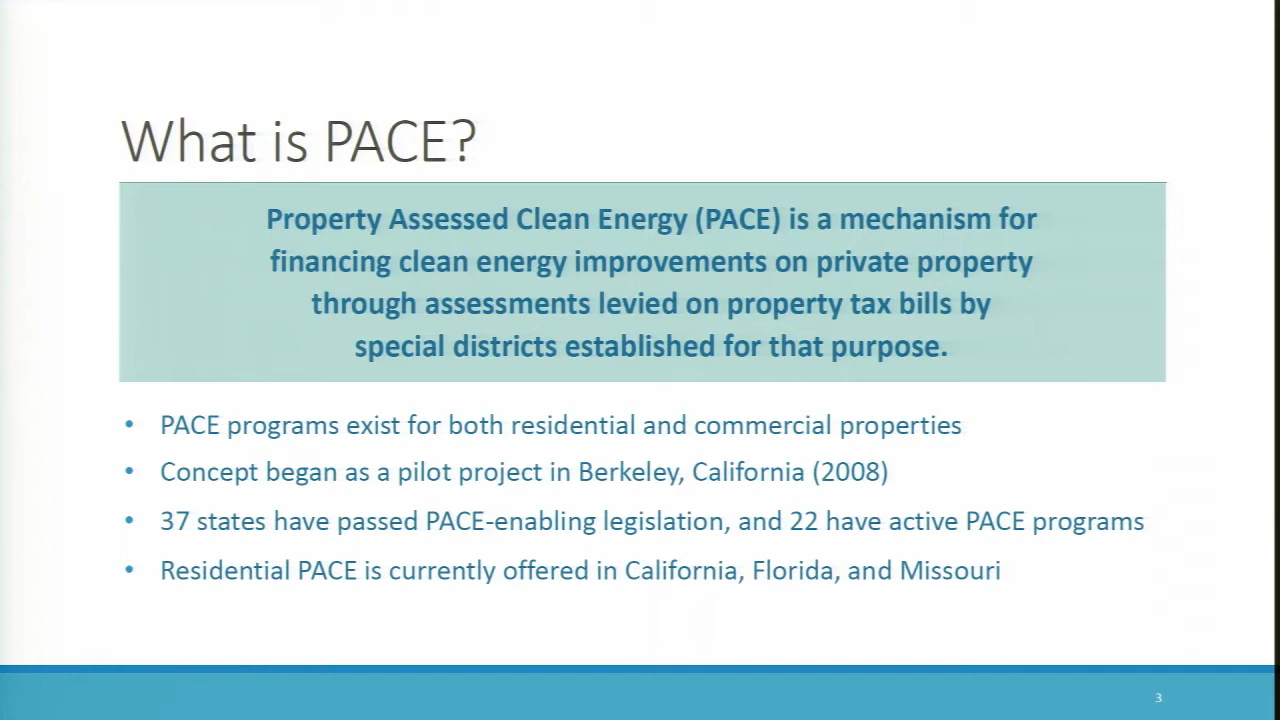 What is PACE?
Property Assessed Clean Energy (PACE) is a mechanism for
financing clean energy improvements on private property
through assessments levied on property tax bills by
special districts established for that purpose.
• PACE programs exist for both residential and commercial properties
• Concept began as a pilot project in Berkeley, California (2008)
• 37 states have passed PACE-enabling legislation, and 22 have active PACE programs
• Residential PACE is currently offered in California, Florida, and Missouri
3